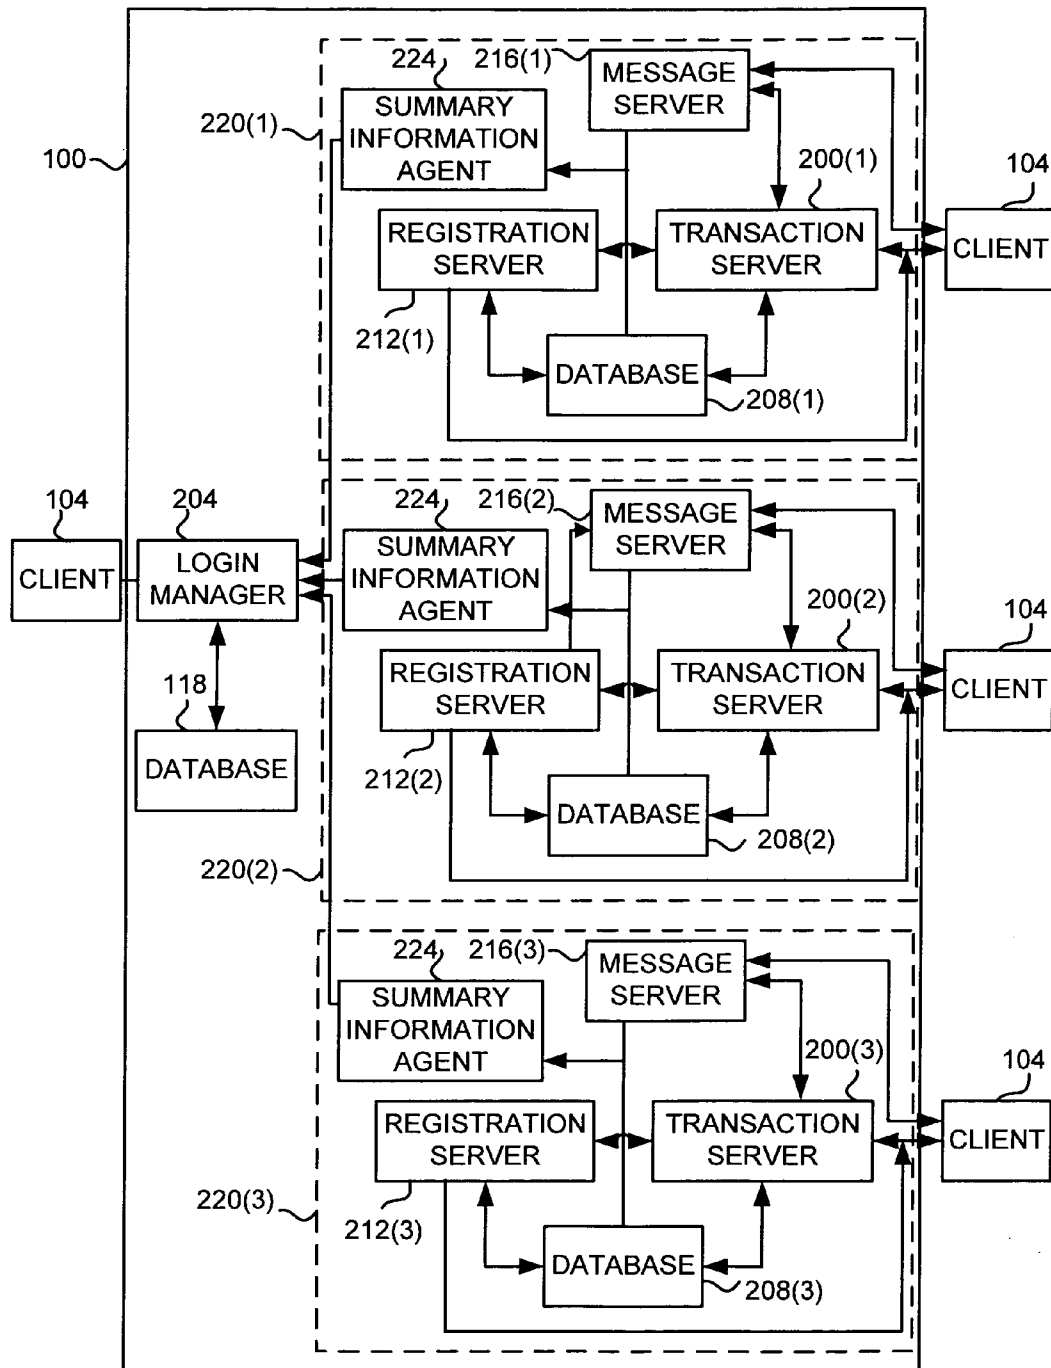 224
216(1)
MESSAGE
SERVER
SUMMARY
INFORMATION
AGENT
220(1)
100
200(1)
104
REGISTRATION
SERVER
TRANSACTION
SERVER
CLIENT
212(1)
DATABASE
208(1)
104
204
224
216(2)
MESSAGE
SERVER
CLIENT
LOGIN
MANAGER
SUMMARY
INFORMATION
AGENT
200(2)
104
118
REGISTRATION
SERVER
TRANSACTION
SERVER
CLIENT
DATABASE
212(2)
DATABASE
208(2)
220(2)
224
216(3)
MESSAGE
SERVER
SUMMARY
INFORMATION
AGENT
200(3)
104
REGISTRATION
SERVER
TRANSACTION
SERVER
CLIENT
220(3)
212(3)
DATABASE
208(3)